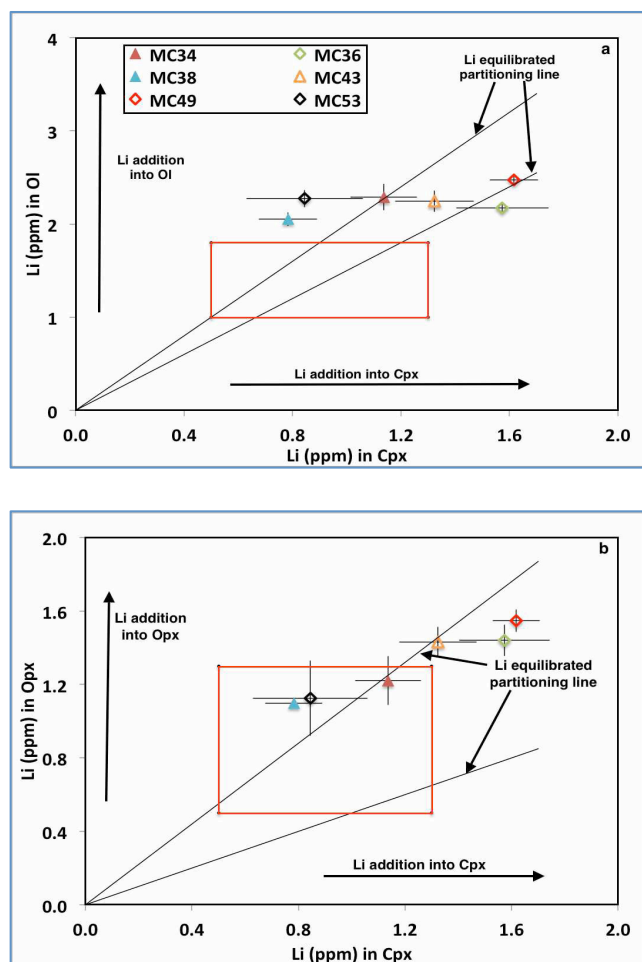 a
4
3
2
1
0
MC34 MC36
MC38 MC43
MC49 MC53
Li equilibrated
partitioning line
Li addition
into Ol
Li addition into Cpx
Li (ppm) in Ol
0.0 0.4 0.8 1.2 1.6 2.0
Li (ppm) in Cpx
b
2.0
1.6
1.2
0.8
0.4
0.0
Li addition
into Opx
Li equilibrated
partitioning line
Li addition into Cpx
Li (ppm) in Opx
0.0 0.4 0.8 1.2 1.6 2.0
Li (ppm) in Cpx